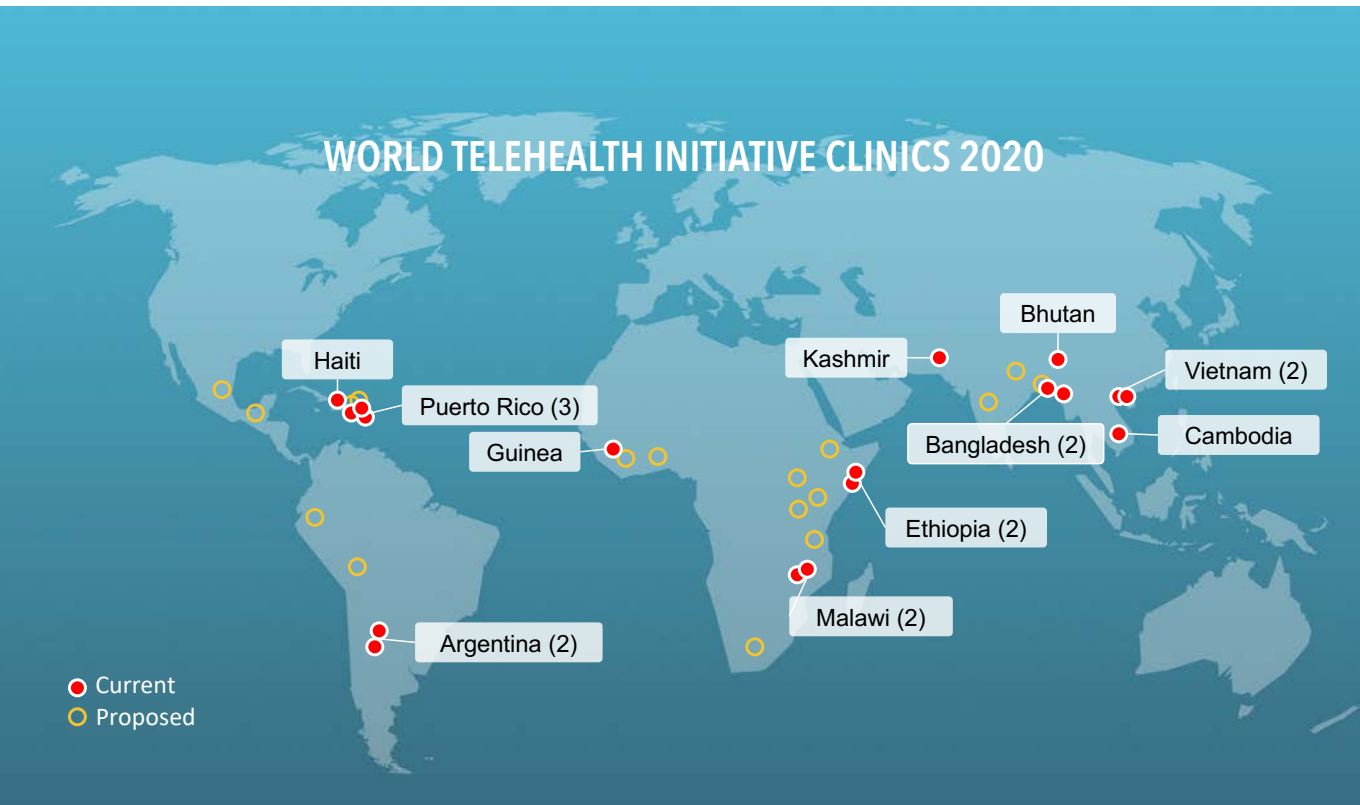 WORLD TELEHEALTH INITIATIVE CLINICS 2020
Bhutan
Haiti
Kashmir
Vietnam (2)
Puerto Rico (3)
Guinea
Bangladesh (2)
Cambodia
Ethiopia (2)
Malawi (2)
Argentina (2)
Current
Proposed